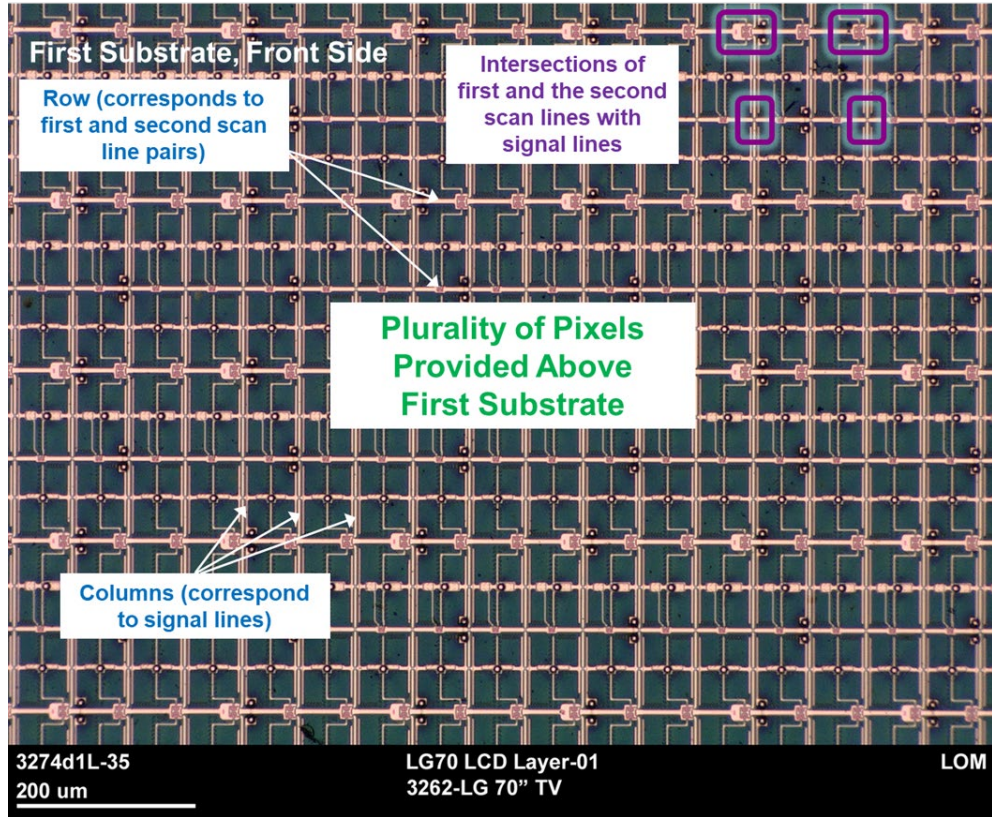 First Substrate, Front Side
Row (corresponds to
first and second scan
line pairs)
Intersections of
first and the second
scan lines with
signal lines
Plurality of Pixels
Provided Above
First Substrate
Columns (correspond
to signal lines)
3274d1L-35
LG70 LCD Layer-01
LOM
200 um
3262-LG 70” TV